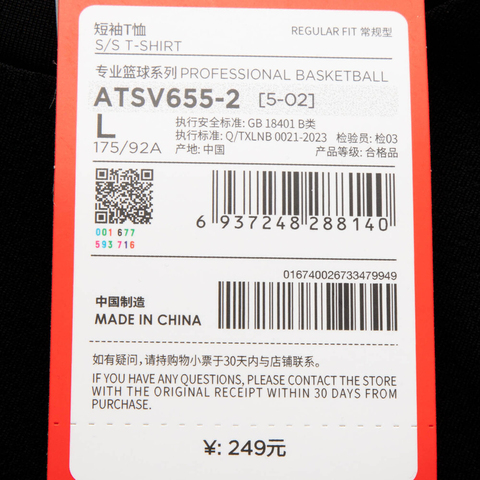 短袖T恤
S/S T-SHIRT
REGULAR FIT 常规型
专业篮球系列 PROFESSIONAL BASKETBALL
ATSV655-2 [5-02]
L
175/92A
执行安全标准: GB 18401 B类
执行标准: Q/TXLNB 0021-2023 检验员: 检03
产地: 中国
产品等级: 合格品
001 677
593 716
6 937248 288140
016740026733479949
中国制造
MADE IN CHINA
如有疑问,请持购物小票于30天内与店铺联系。
IF YOU HAVE ANY QUESTIONS, PLEASE CONTACT THE STORE
WITH THE ORIGINAL RECEIPT WITHIN 30 DAYS FROM
PURCHASE.
¥: 249元